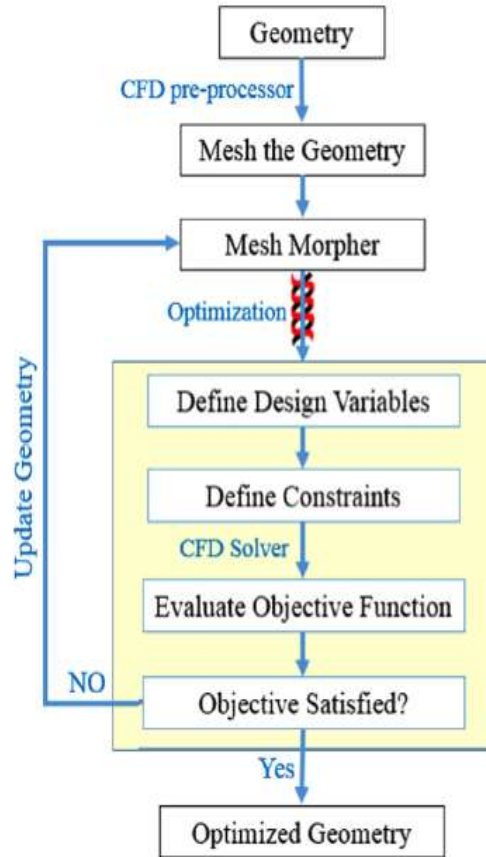 Geometry
CFD pre-processor
Mesh the Geometry
Mesh Morpher
Optimization
Define Design Variables
Define Constraints
CFD Solver
Evaluate Objective Function
Objective Satisfied?
NO
Update Geometry
Yes
Optimized Geometry